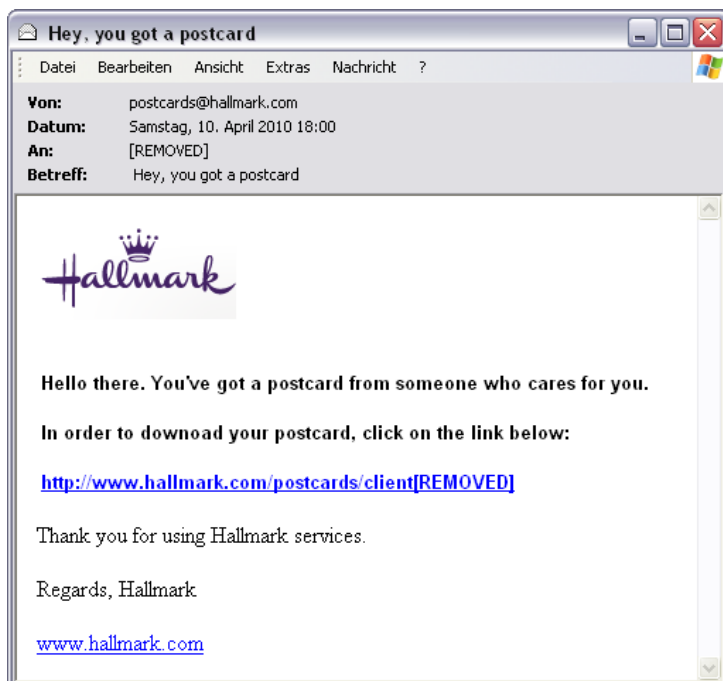 Hey, you got a postcard
Datei Bearbeiten Ansicht Extras Nachricht ?
Von: postcards@hallmark.com
Datum: Samstag, 10. April 2010 18:00
An: [REMOVED]
Betreff: Hey, you got a postcard
Hallmark
Hello there. You've got a postcard from someone who cares for you.
In order to downoad your postcard, click on the link below:
http://www.hallmark.com/postcards/client[REMOVED]
Thank you for using Hallmark services.
Regards, Hallmark
www.hallmark.com